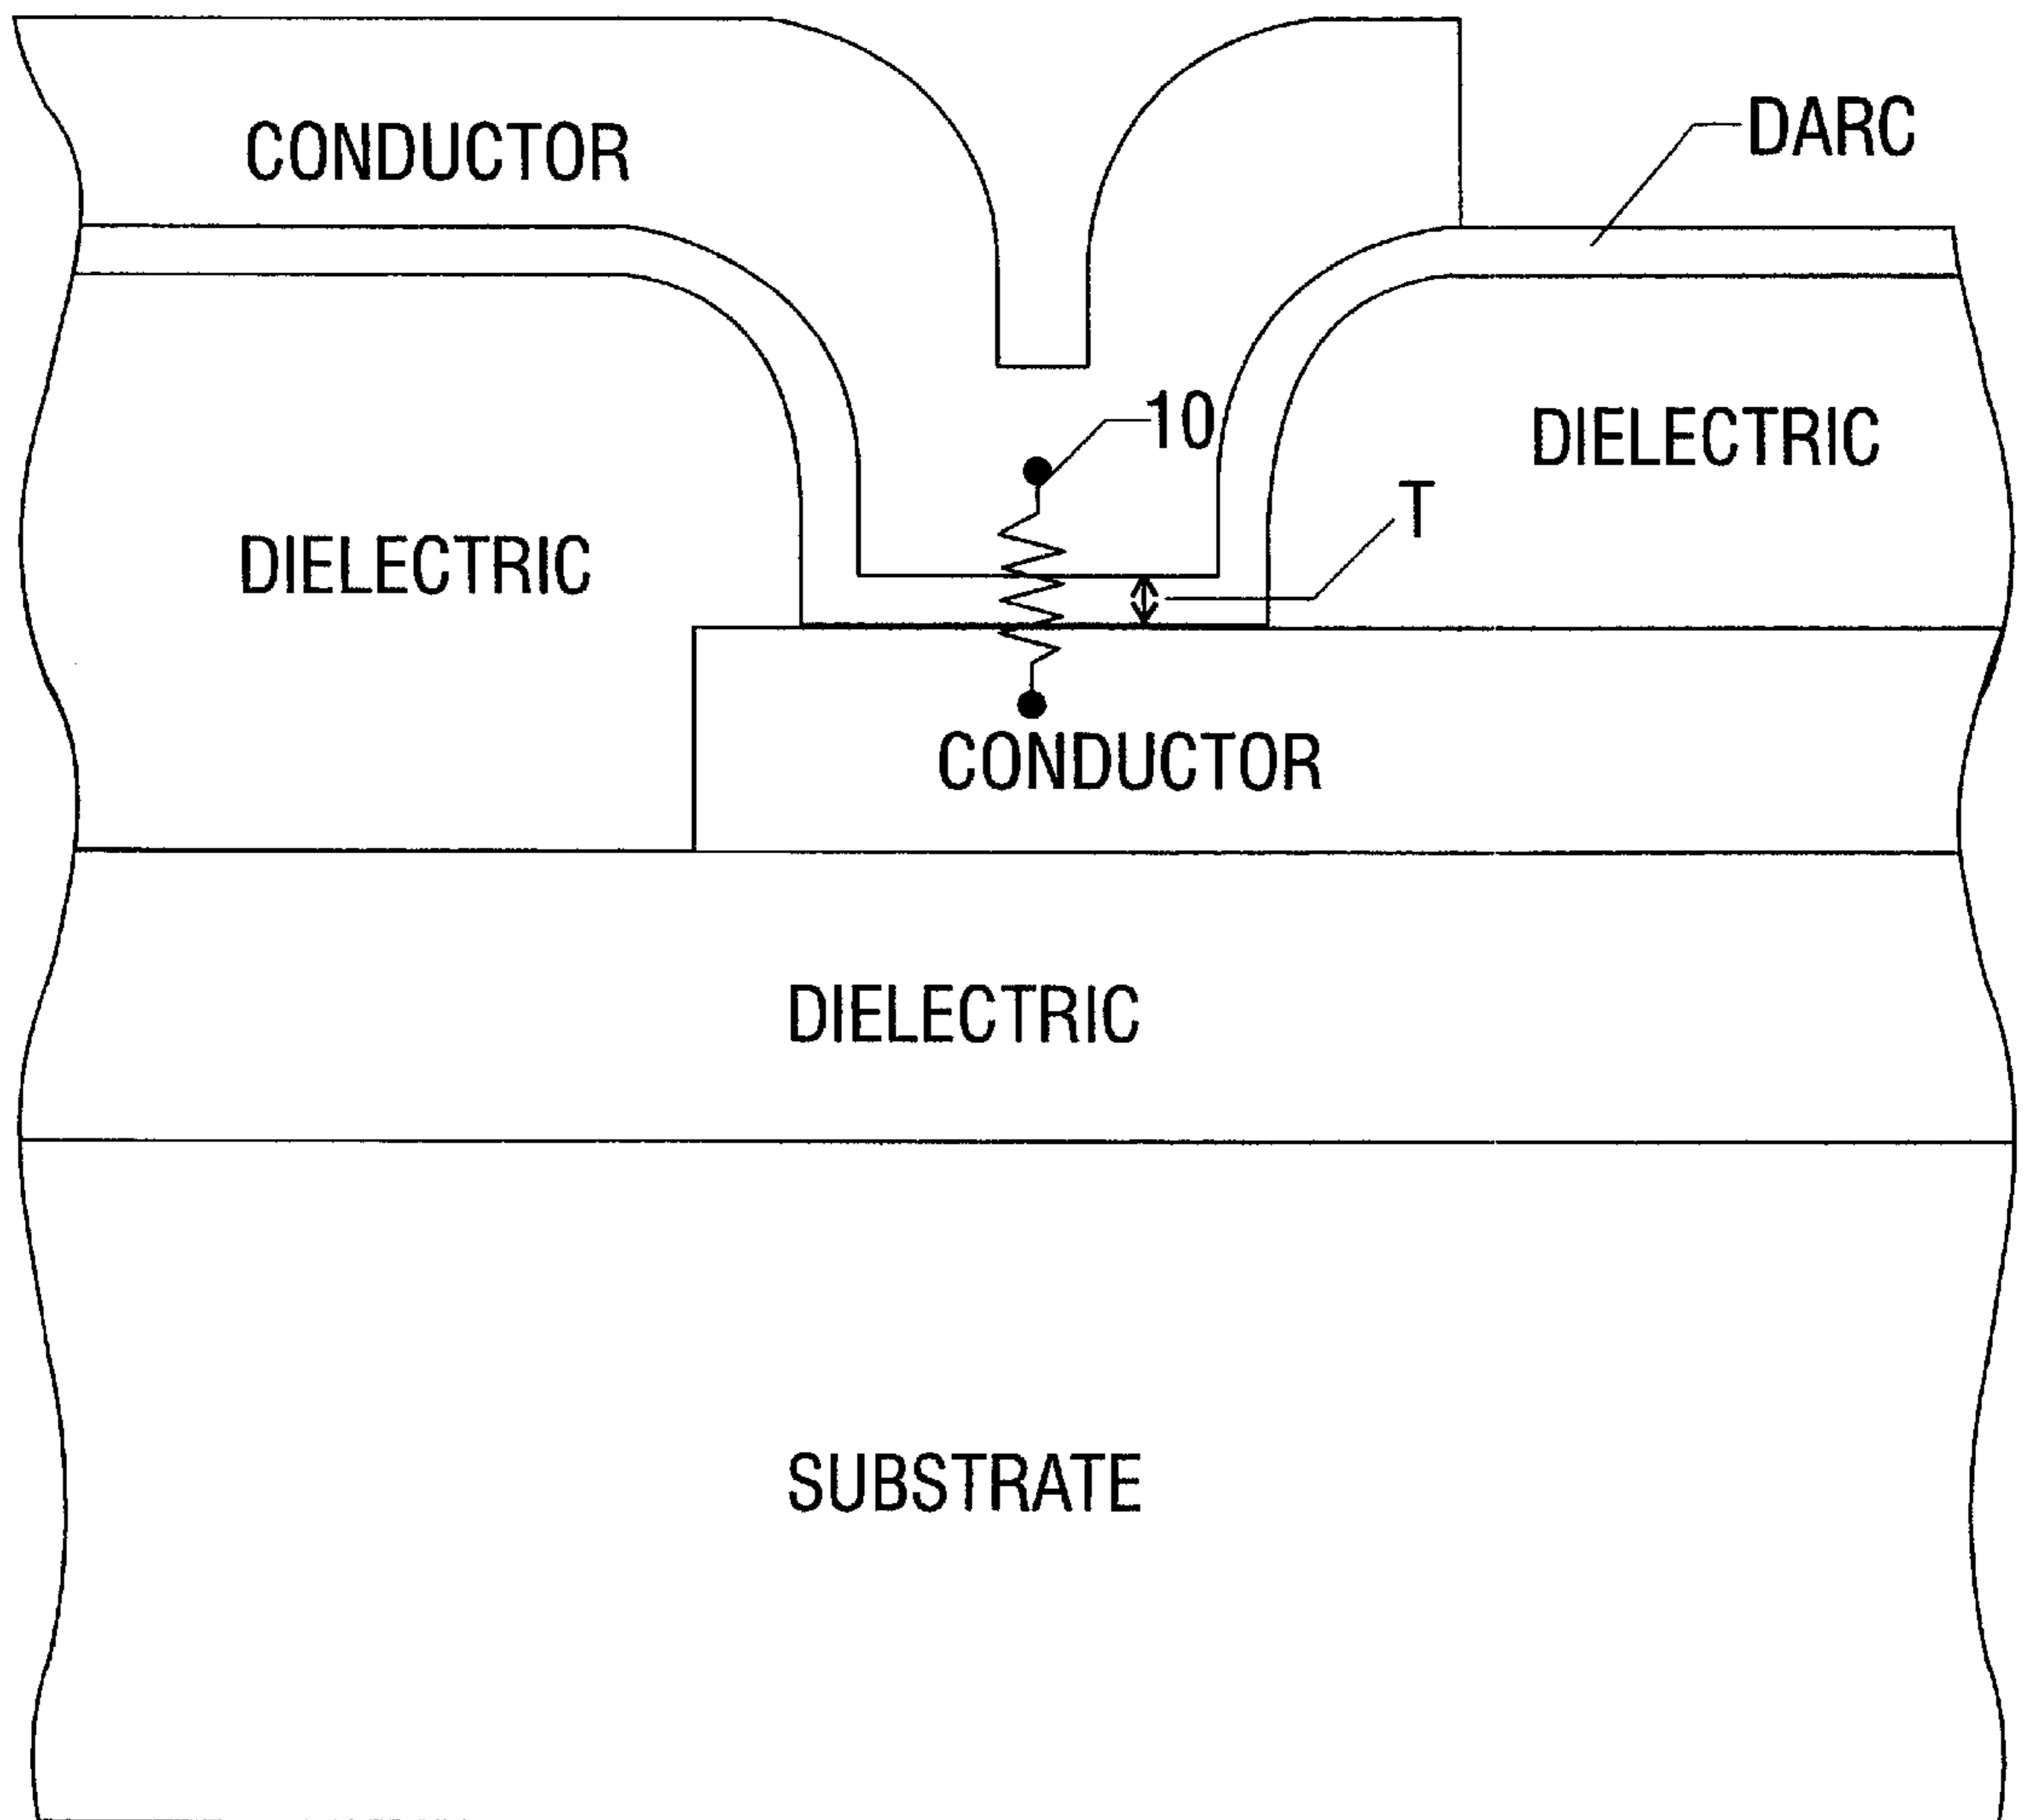 DARC
CONDUCTOR
10
DIELECTRIC
T
DIELECTRIC
CONDUCTOR
DIELECTRIC
SUBSTRATE